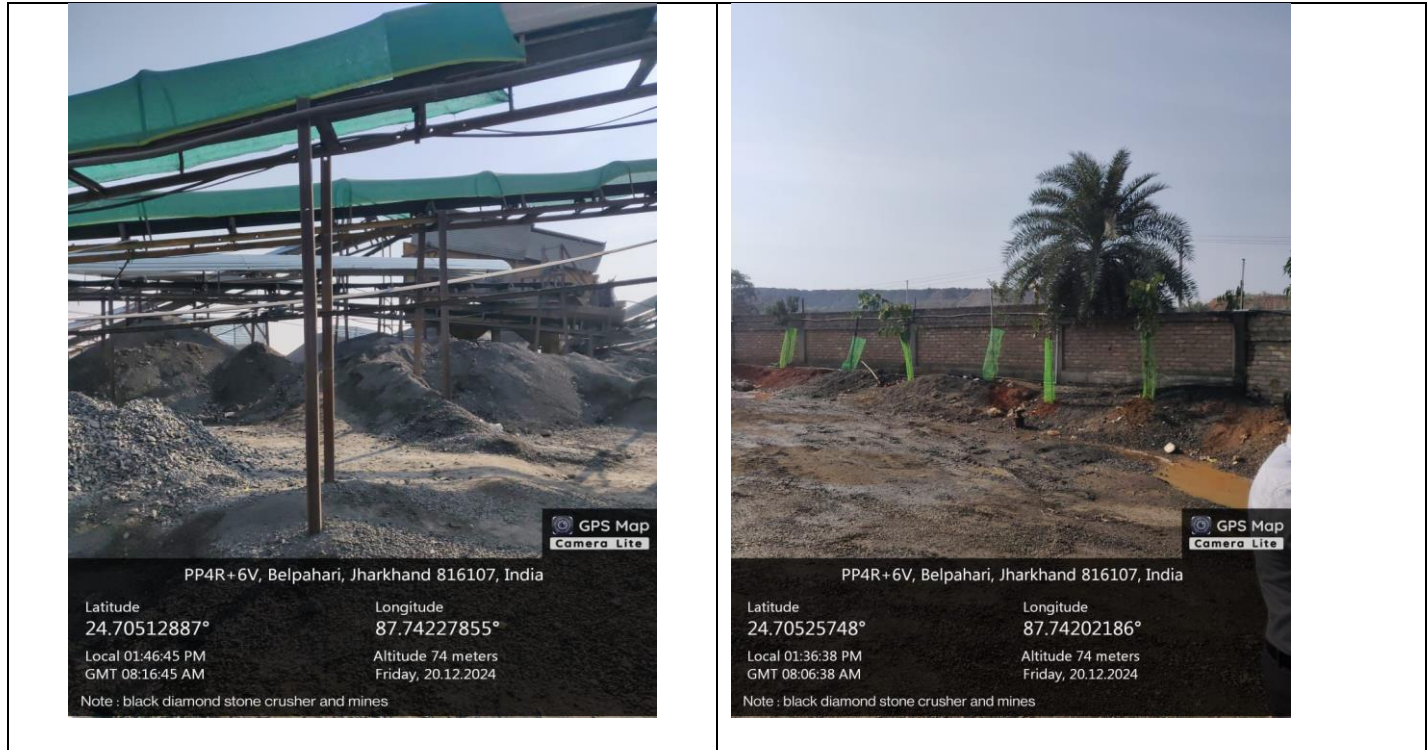 GPS Map
Camera Lite
PP4R+6V, Belpahari, Jharkhand 816107, India
Latitude
24.70512887°
Longitude
87.74227855°
Local 01:46:45 PM
GMT 08:16:45 AM
Altitude 74 meters
Friday, 20.12.2024
Note : black diamond stone crusher and mines
GPS Map
Camera Lite
PP4R+6V, Belpahari, Jharkhand 816107, India
Latitude
24.70525748°
Longitude
87.74202186°
Local 01:36:38 PM
GMT 08:06:38 AM
Altitude 74 meters
Friday, 20.12.2024
Note : black diamond stone crusher and mines